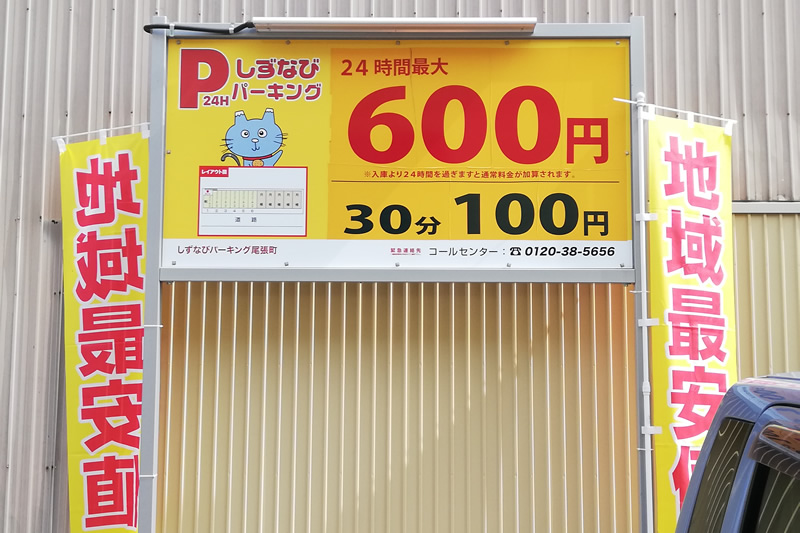 P
24H
しずなび
パーキング
24時間最大
600円
※入庫より24時間を過ぎますと通常料金が加算されます。
30分 100円
レイアウト図
道路
しずなびパーキング尾張町
緊急連絡先
コールセンター：☎0120-38-5656
地域最安値
地域最安値